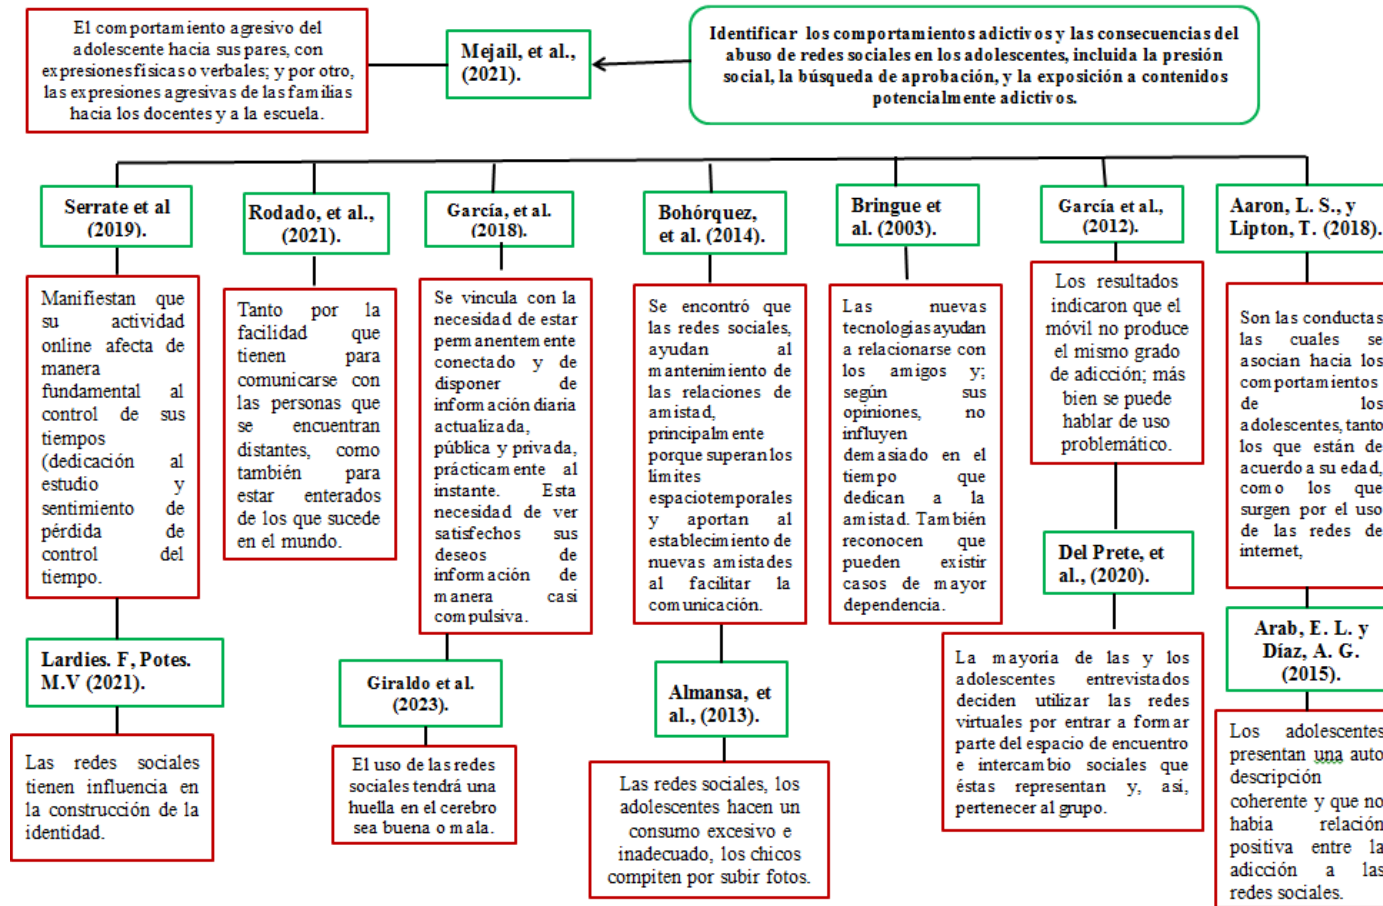 El comportamiento agresivo del
adolescente hacia sus pares, con
expresiones físicas o verbales; y por otro,
las expresiones agresivas de las familias
hacia los docentes y a la escuela.
Mejail, et al.,
(2021).
Identificar los comportamientos adictivos y las consecuencias del
abuso de redes sociales en los adolescentes, incluida la presión
social, la búsqueda de aprobación, y la exposición a contenidos
potencialmente adictivos.
Serrate et al
(2019).
Manifiestan que
su actividad
online afecta de
manera
fundamental al
control de sus
tiempos
(dedicación al
estudio y
sentimiento de
pérdida de
control del
tiempo.
Lardies. F, Potes.
M.V (2021).
Las redes sociales
tienen influencia en
la construcción de la
identidad.
Rodado, et al.,
(2021).
Tanto por la
facilidad que
tienen para
comunicarse con
las personas que
se encuentran
distantes, como
también para
estar enterados
de los que sucede
en el mundo.
García, et al.
(2018).
Se vincula con la
necesidad de estar
permanentemente
conectado y de
disponer de
información diaria
actualizada,
pública y privada,
prácticamente al
instante. Esta
necesidad de ver
satisfechos sus
deseos de
información de
manera casi
compulsiva.
Giraldo et al.
(2023).
El uso de las redes
sociales tendrá una
huella en el cerebro
sea buena o mala.
Bohórquez,
et al. (2014).
Se encontró que
las redes sociales,
ayudan al
mantenimiento de
las relaciones de
amistad,
principalmente
porque superan los
límites
espaciotemporales
y aportan al
establecimiento de
nuevas amistades
al facilitar la
comunicación.
Almansa, et
al., (2013).
Las redes sociales, los
adolescentes hacen un
consumo excesivo e
inadecuado, los chicos
compiten por subir fotos.
Bringue et
al. (2003).
Las nuevas
tecnologías ayudan
a relacionarse con
los amigos y;
según sus
opiniones, no
influyen
demasiado en el
tiempo que
dedican a la
amistad. También
reconocen que
pueden existir
casos de mayor
dependencia.
García et al.,
(2012).
Los resultados
indicaron que el
móvil no produce
el mismo grado
de adicción; más
bien se puede
hablar de uso
problemático.
Del Prete, et
al., (2020).
La mayoría de las y los
adolescentes entrevistados
deciden utilizar las redes
virtuales por entrar a formar
parte del espacio de encuentro
e intercambio sociales que
éstas representan y, así,
pertenecer al grupo.
Aaron, L. S., y
Lipton, T. (2018).
Son las conductas
las cuales se
asocian hacia los
comportamientos
de los
adolescentes, tanto
los que están de
acuerdo a su edad,
como los que
surgen por el uso
de las redes de
internet,
Arab, E. L. y
Díaz, A. G.
(2015).
Los adolescentes
presentan una auto
descripción
coherente y que no
había relación
positiva entre la
adicción a las
redes sociales.